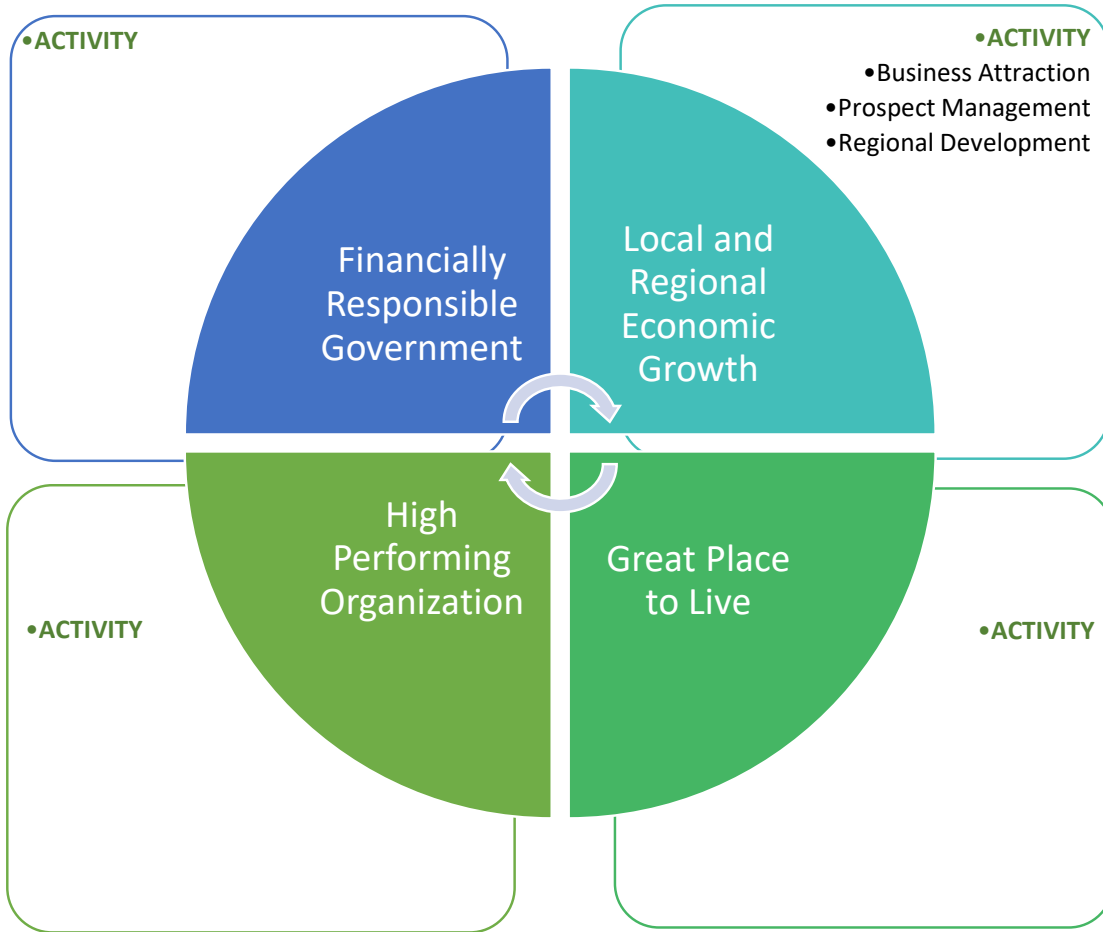 •ACTIVITY
•ACTIVITY
•Business Attraction
•Prospect Management
•Regional Development
Financially
Responsible
Government
Local and
Regional
Economic
Growth
High
Performing
Organization
Great Place
to Live
•ACTIVITY
•ACTIVITY